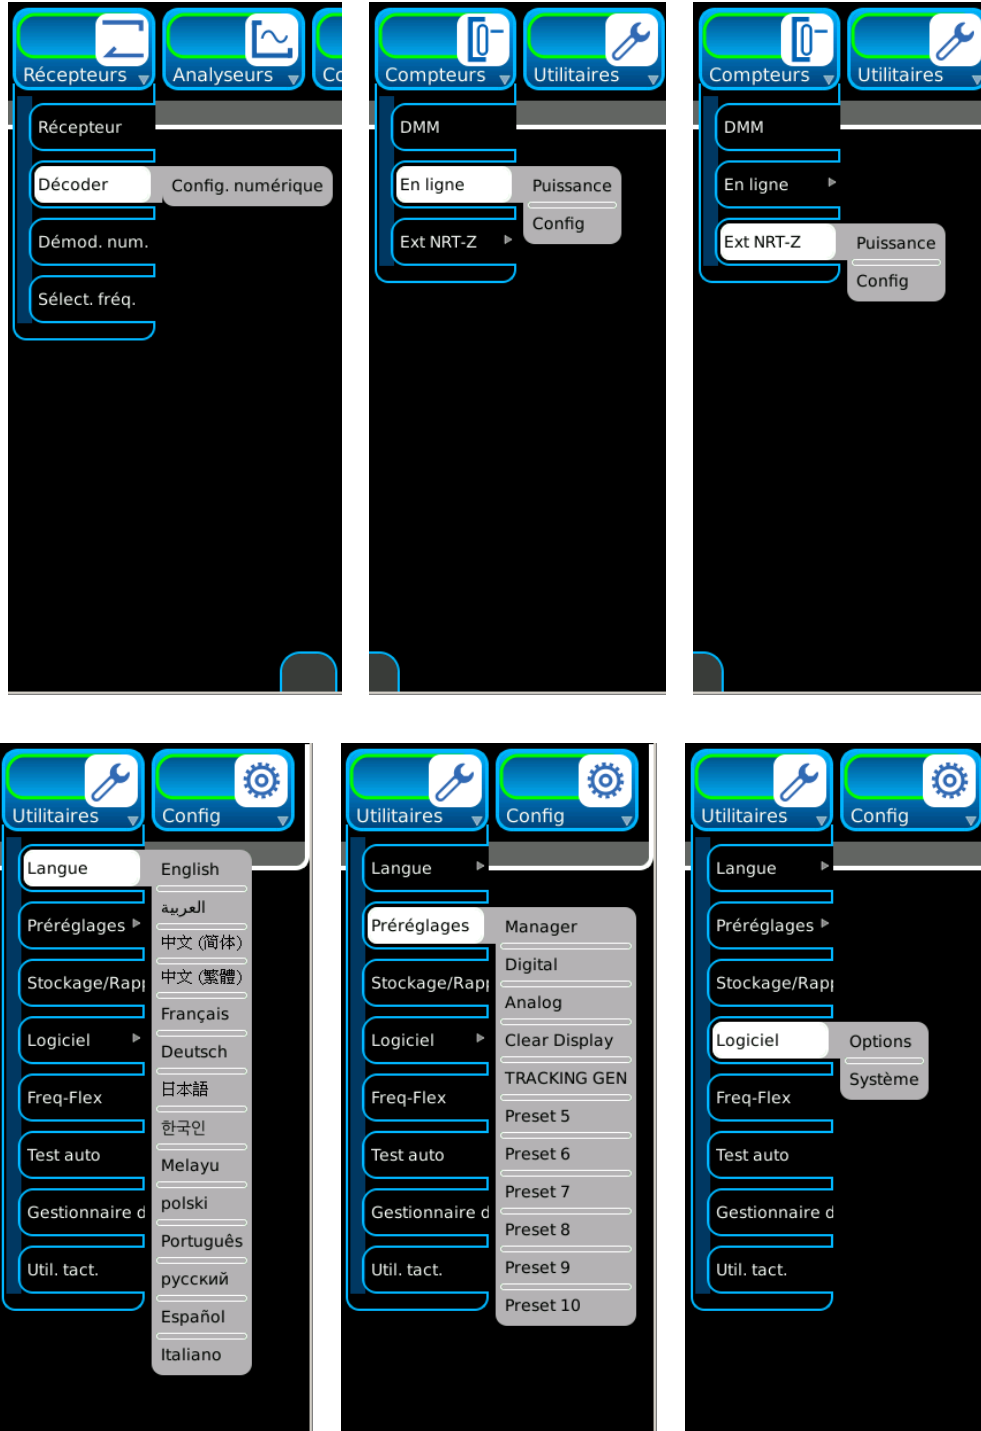 Récepteurs
Analyseurs
Récepteur
Décoder
Config. numérique
Démod. num.
Sélect. fréq.
Compteurs
Utilitaires
DMM
En ligne
Puissance
Config
Ext NRT-Z
Compteurs
Utilitaires
DMM
En ligne
Ext NRT-Z
Puissance
Config
Utilitaires
Config
Langue
Préréglages
Stockage/Rap
Logiciel
Freq-Flex
Test auto
Gestionnaire d
Util. tact.
English
العربية
中文 (简体)
中文 (繁體)
Français
Deutsch
日本語
한국인
Melayu
polski
Português
русский
Español
Italiano
Utilitaires
Config
Langue
Préréglages
Stockage/Rap
Logiciel
Freq-Flex
Test auto
Gestionnaire d
Util. tact.
Manager
Digital
Analog
Clear Display
TRACKING GEN
Preset 5
Preset 6
Preset 7
Preset 8
Preset 9
Preset 10
Utilitaires
Config
Langue
Préréglages
Stockage/Rap
Logiciel
Options
Système
Freq-Flex
Test auto
Gestionnaire d
Util. tact.